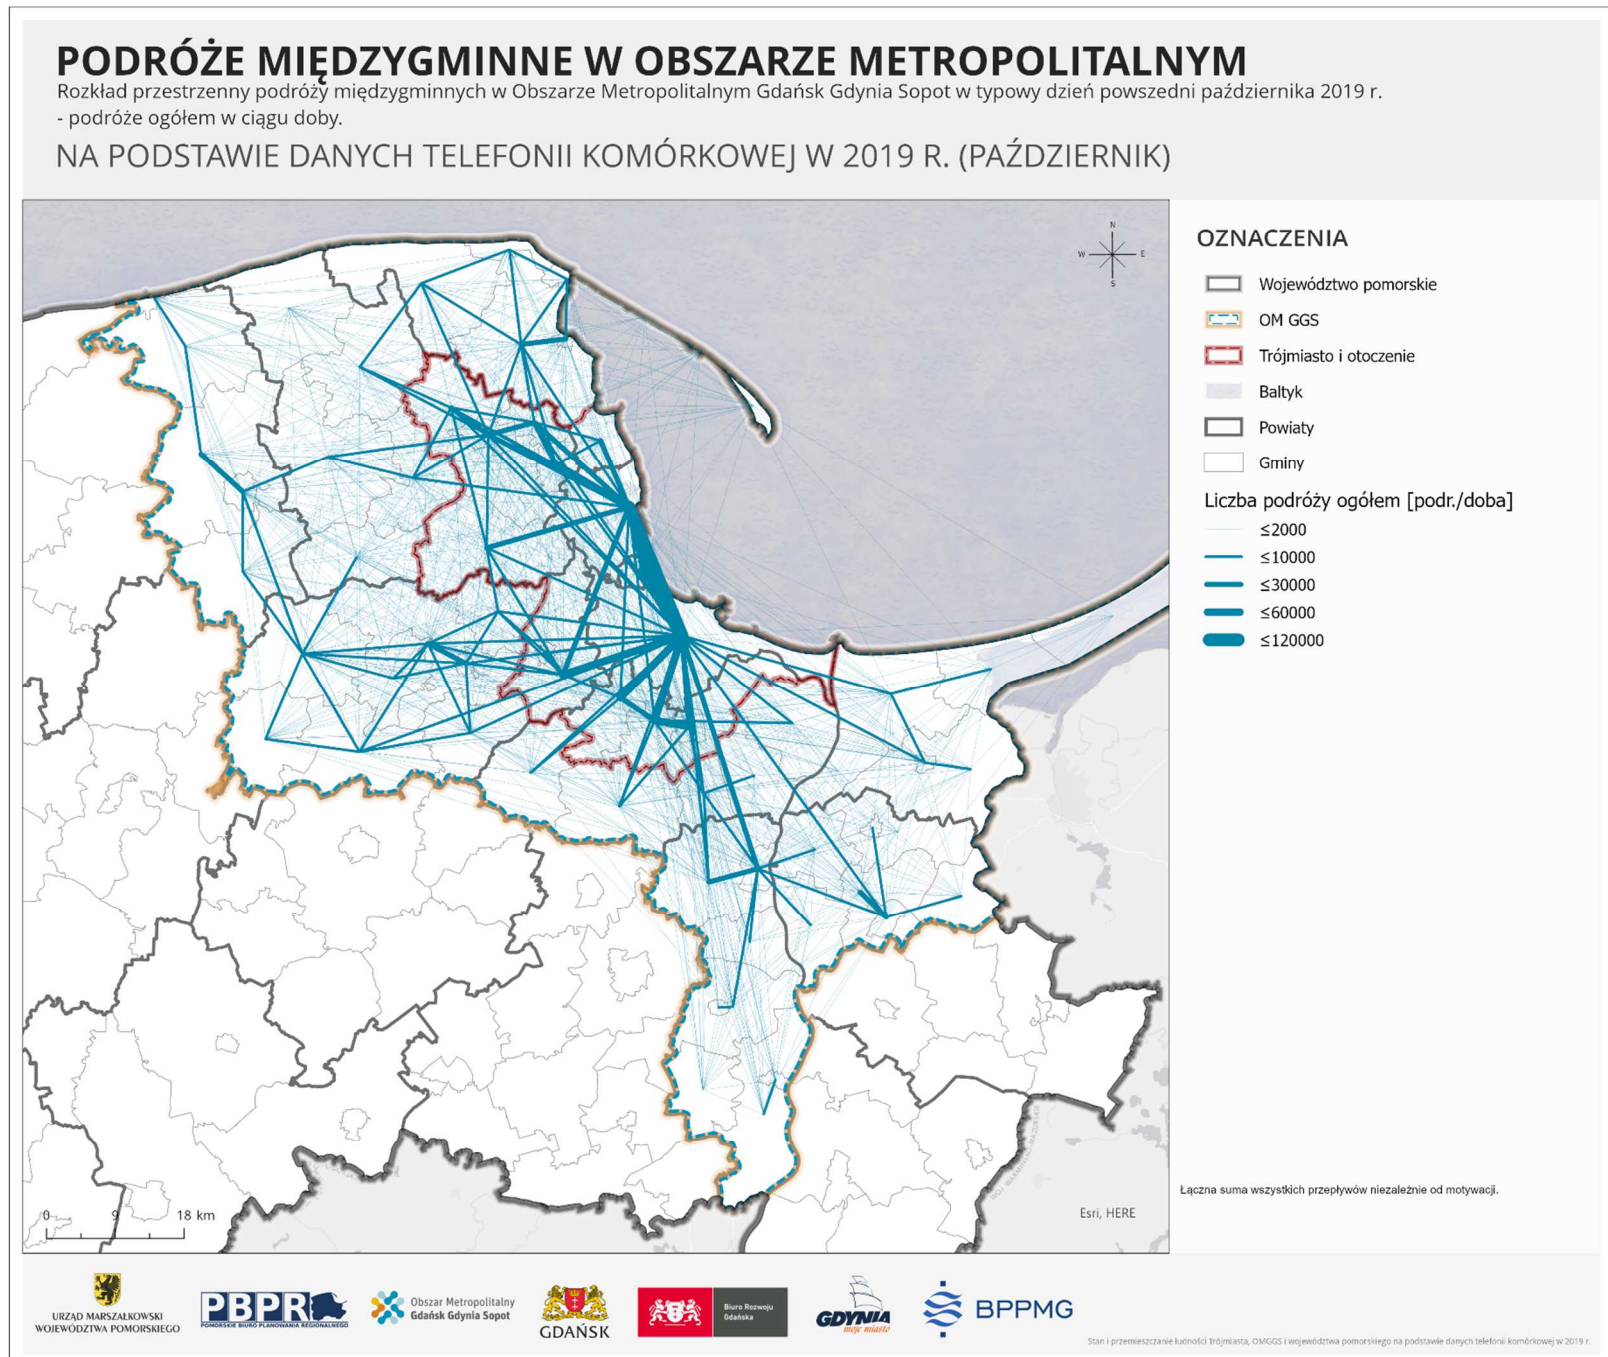 PODRÓŻE MIĘDZYGMINNE W OBSZARZE METROPOLITALNYM
Rozkład przestrzenny podróży międzygminnych w Obszarze Metropolitalnym Gdańsk Gdynia Sopot w typowy dzień powszedni października 2019 r.
- podróże ogółem w ciągu doby.
NA PODSTAWIE DANYCH TELEFONII KOMÓRKOWEJ W 2019 R. (PAŹDZIERNIK)
N
W E
S
OZNACZENIA
Województwo pomorskie
OM GGS
Trójmiasto i otoczenie
Bałtyk
Powiaty
Gminy
Liczba podróży ogółem [podr./doba]
≤2000
≤10000
≤30000
≤60000
≤120000
Łączna suma wszystkich przepływów niezależnie od motywacji.
0 9 18 km
Esri, HERE
URZĄD MARSZAŁKOWSKI
WOJEWÓDZTWA POMORSKIEGO
PBPR
POMORSKIE BIURO PLANOWANIA REGIONALNEGO
Obszar Metropolitalny
Gdańsk Gdynia Sopot
GDAŃSK
Biuro Rozwoju
Gdańska
GDYNIA
moje miasto
BPPMG
Stan i przemieszczanie ludności Trójmiasta, OMGGS i województwa pomorskiego na podstawie danych telefonii komórkowej w 2019 r.